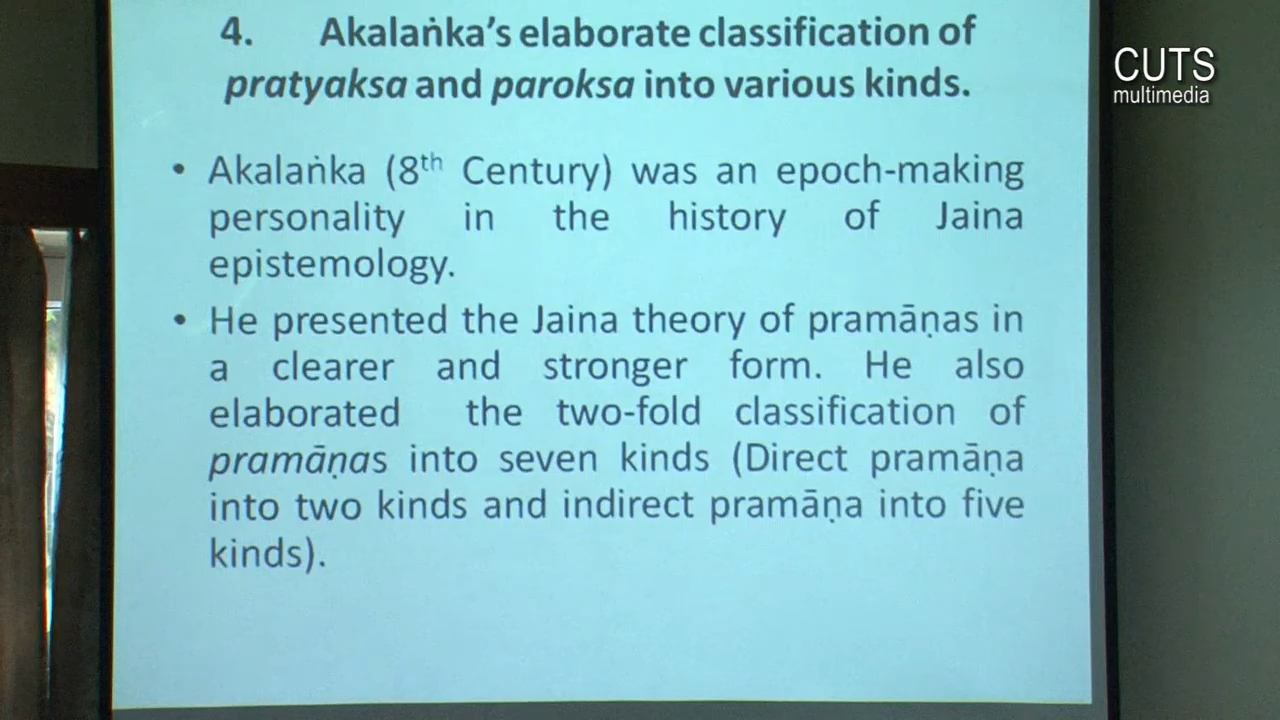 4. Akalaṅka's elaborate classification of
pratyaksa and paroksa into various kinds.
• Akalaṅka (8th Century) was an epoch-making
personality in the history of Jaina
epistemology.
• He presented the Jaina theory of pramāṇas in
a clearer and stronger form. He also
elaborated the two-fold classification of
pramāṇas into seven kinds (Direct pramāṇa
into two kinds and indirect pramāṇa into five
kinds).
CUTS
multimedia